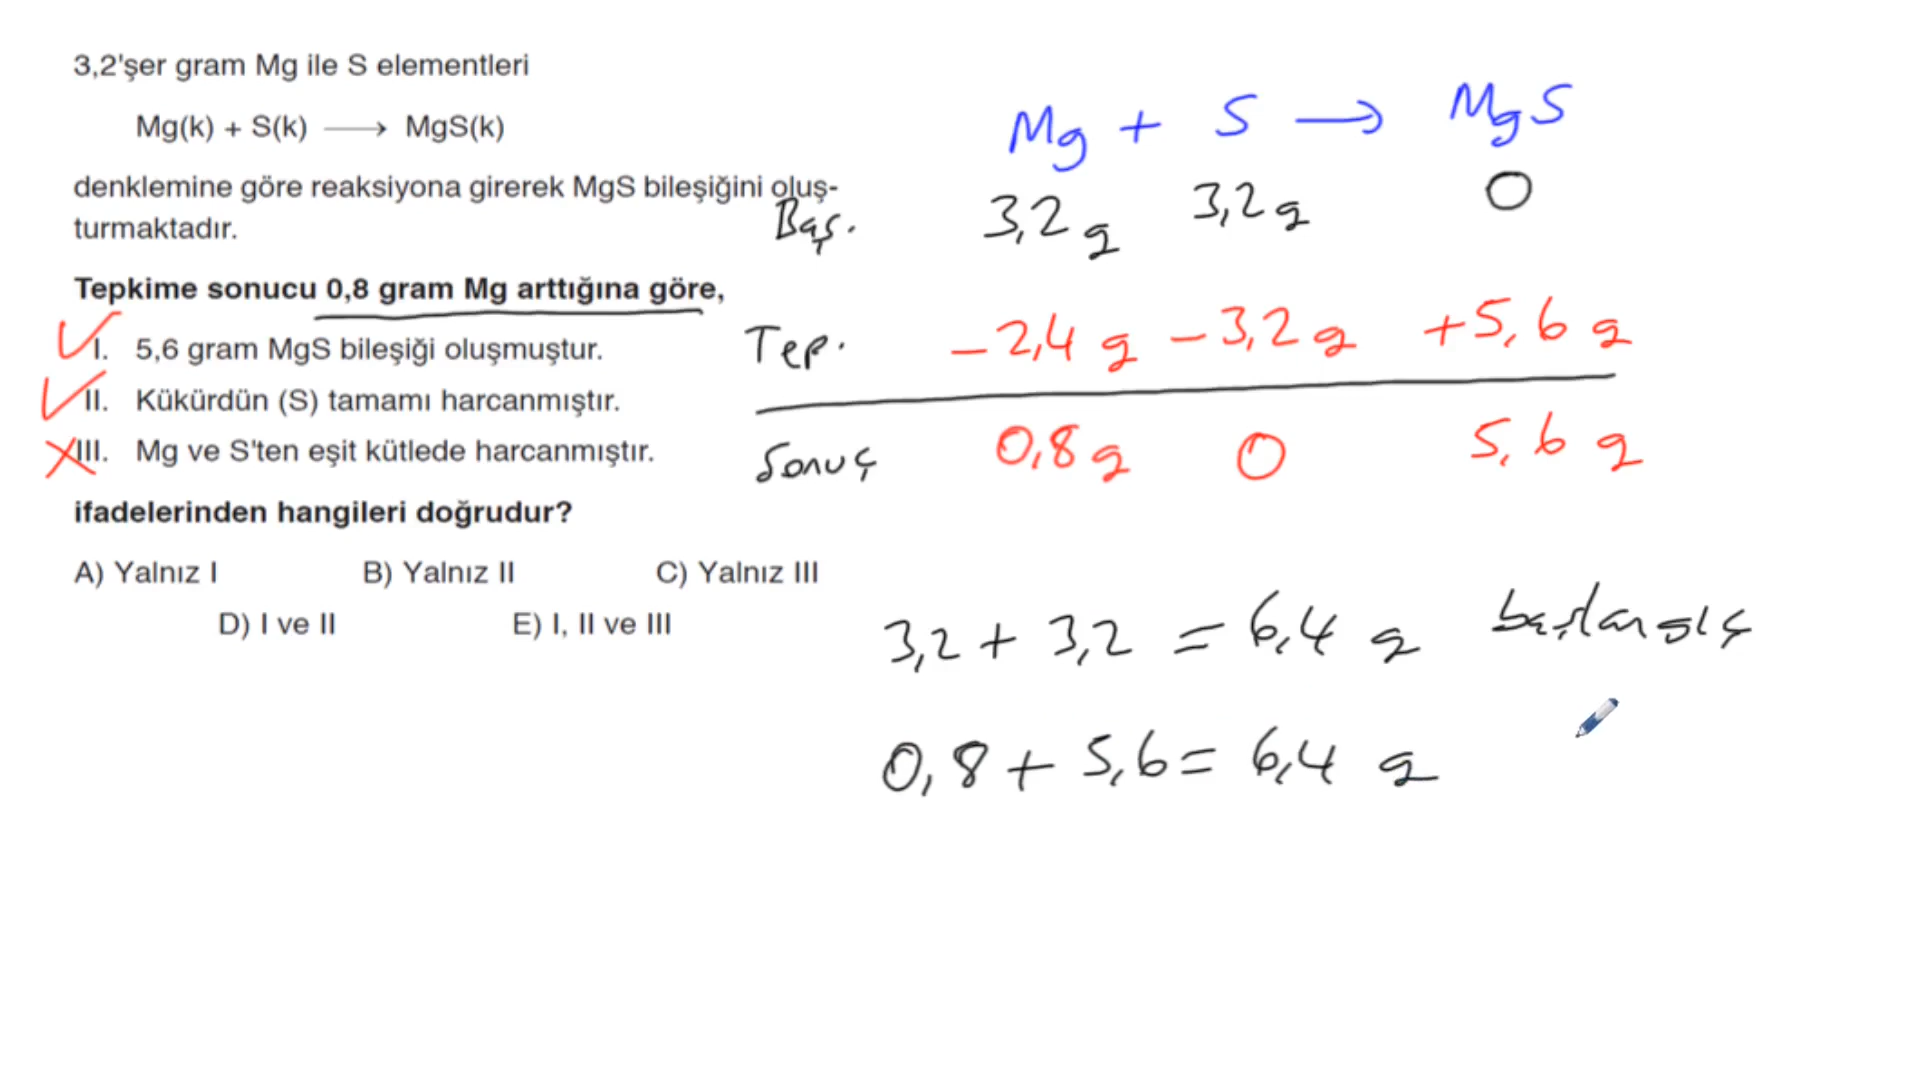 3,2'şer gram Mg ile S elementleri
Mg(k) + S(k) ⟶ MgS(k)
denklemine göre reaksiyona girerek MgS bileşiğini oluş-
turmaktadır.
Tepkime sonucu 0,8 gram Mg arttığına göre,
I. 5,6 gram MgS bileşiği oluşmuştur.
II. Kükürdün (S) tamamı harcanmıştır.
III. Mg ve S'ten eşit kütlede harcanmıştır.
ifadelerinden hangileri doğrudur?
A) Yalnız I B) Yalnız II C) Yalnız III
D) I ve II E) I, II ve III
Mg + S → MgS
Baş. 3,2 g 3,2 g 0
Tep. -2,4 g -3,2 g +5,6 g
Sonuç 0,8 g 0 5,6 g
3,2 + 3,2 = 6,4 g başlangıç
0,8 + 5,6 = 6,4 g